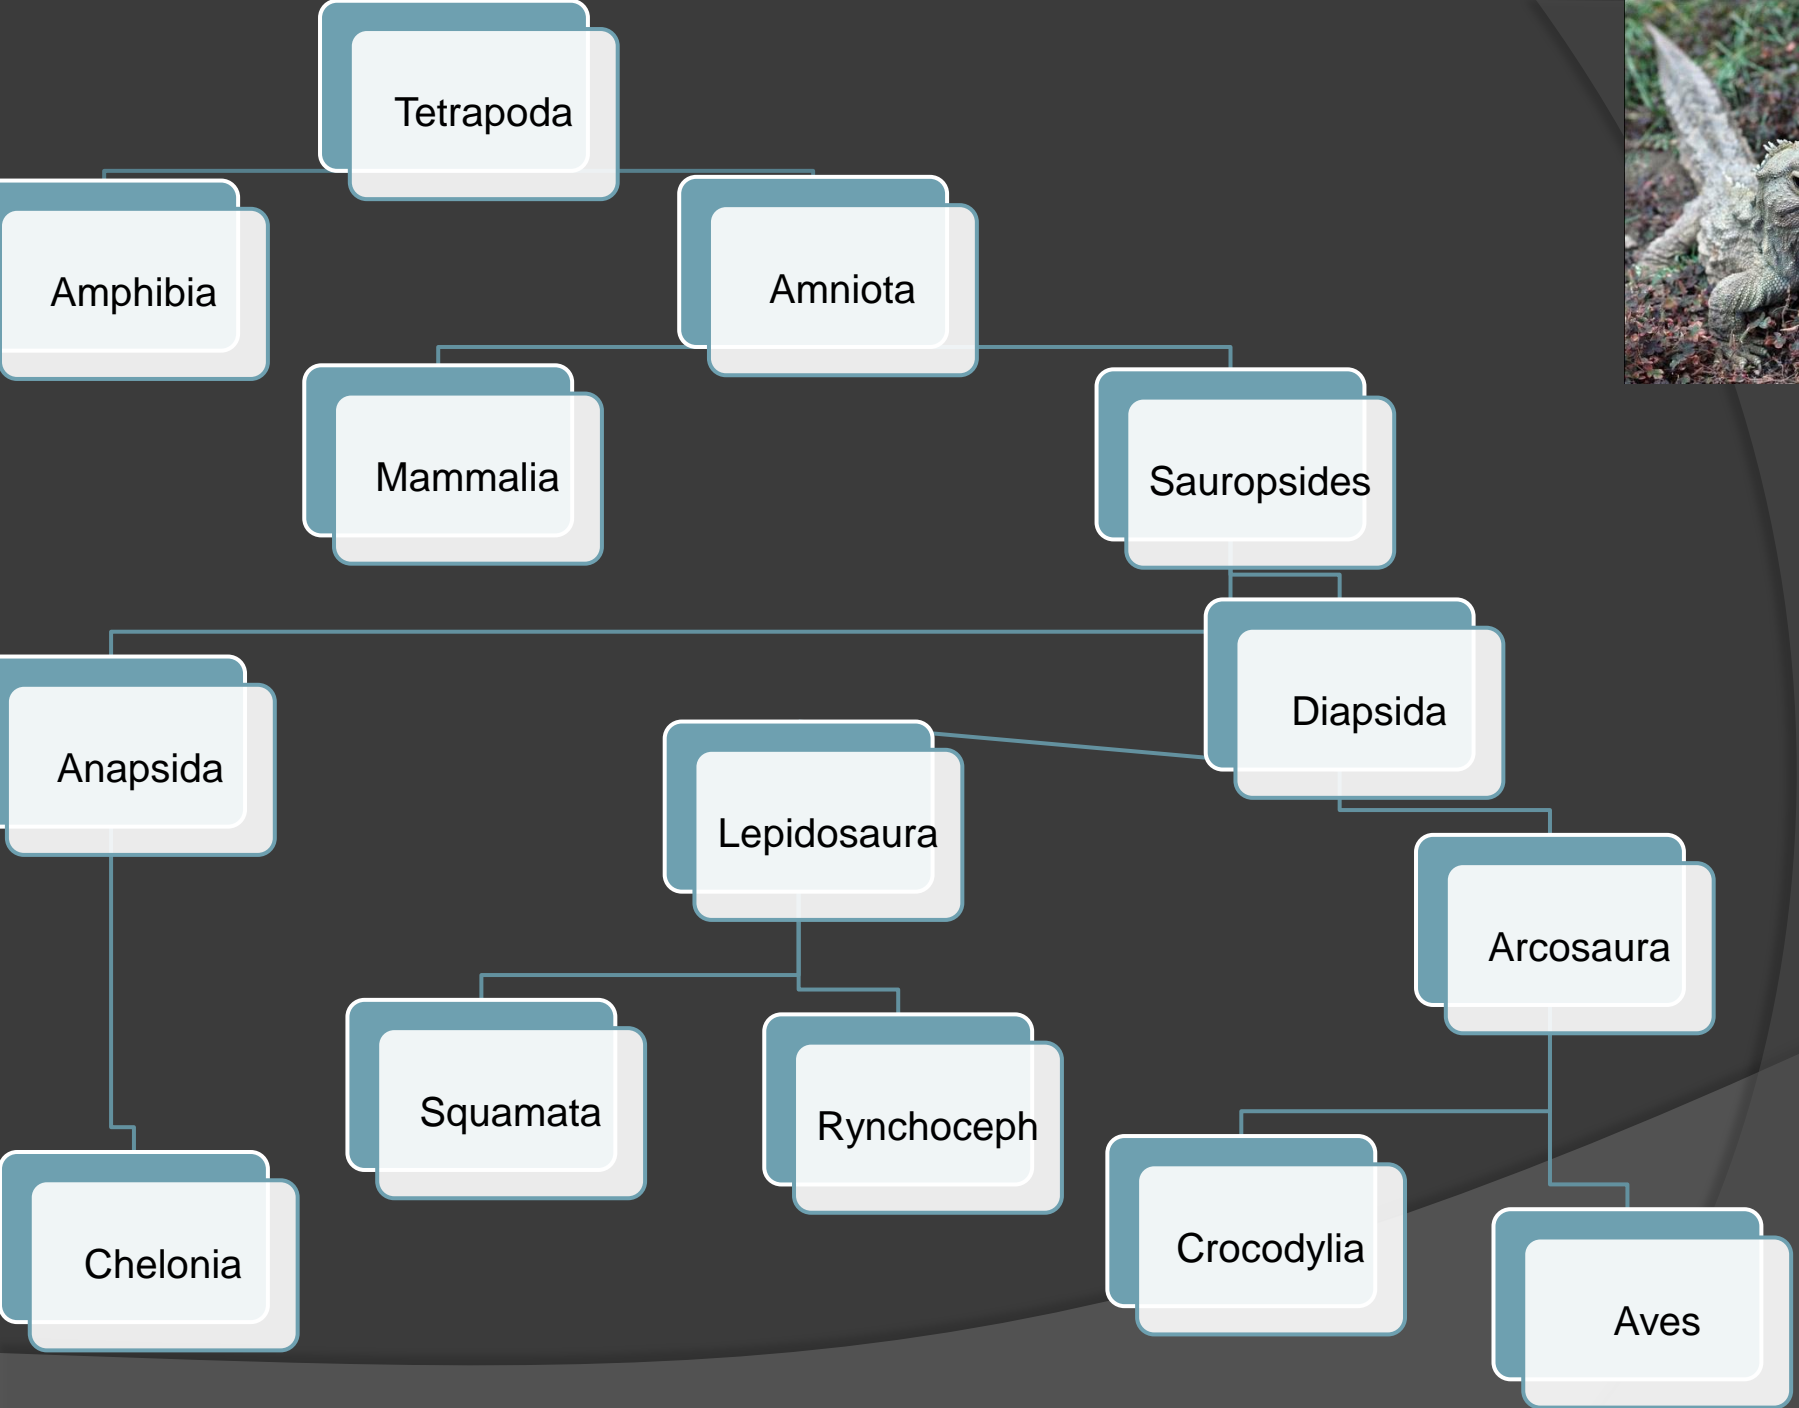 Tetrapoda
Amphibia
Amniota
Mammalia
Sauropsides
Diapsida
Anapsida
Lepidosaura
Arcosaura
Squamata
Rynchoceph
Crocodylia
Chelonia
Aves